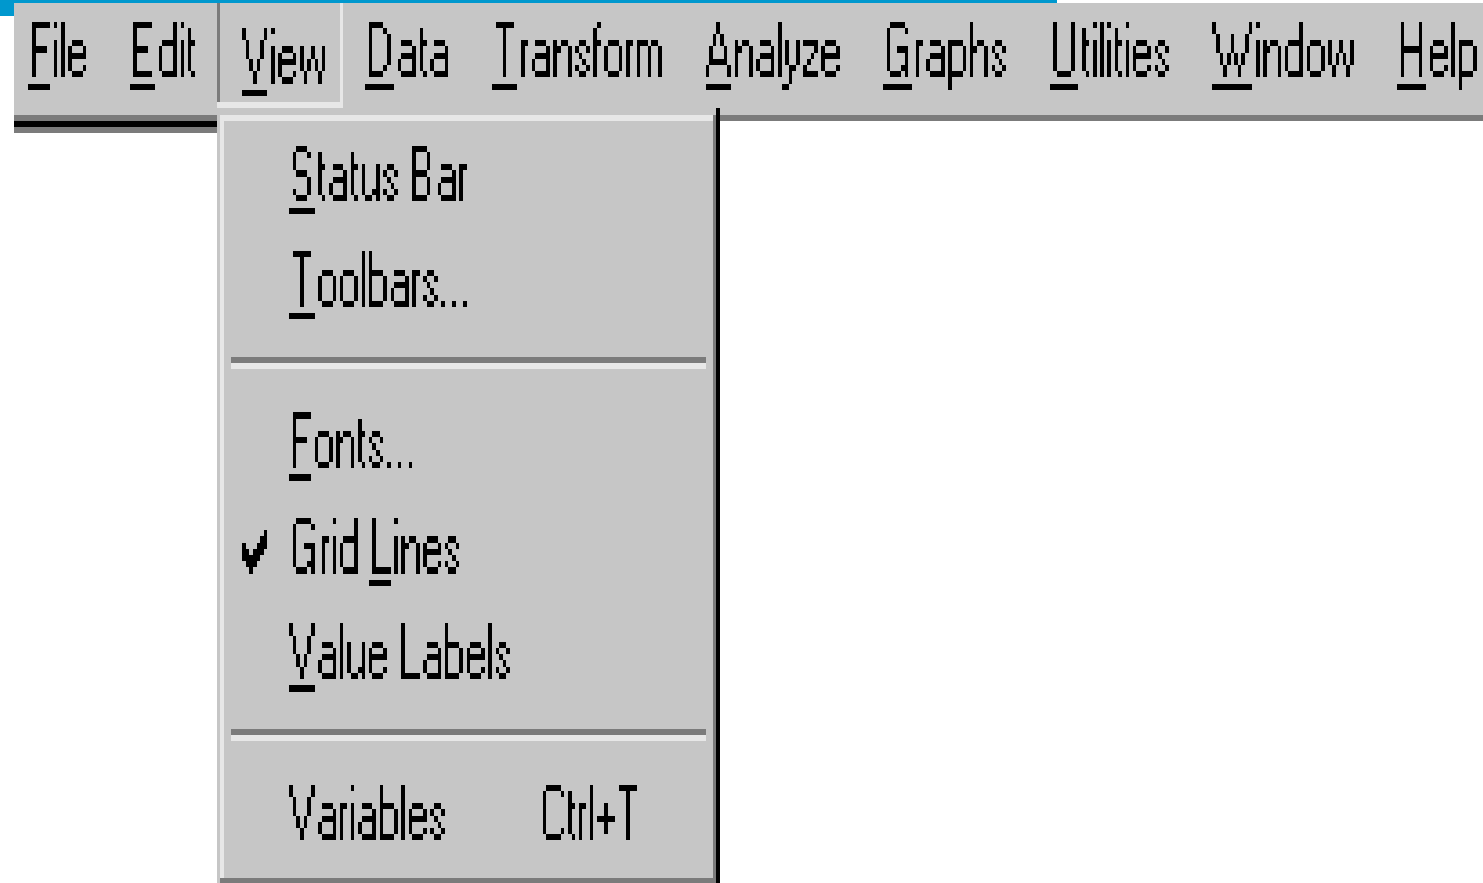 File Edit View Data Transform Analyze Graphs Utilities Window Help
Status Bar
Toolbars...
Fonts...
Grid Lines
Value Labels
Variables Ctrl+T